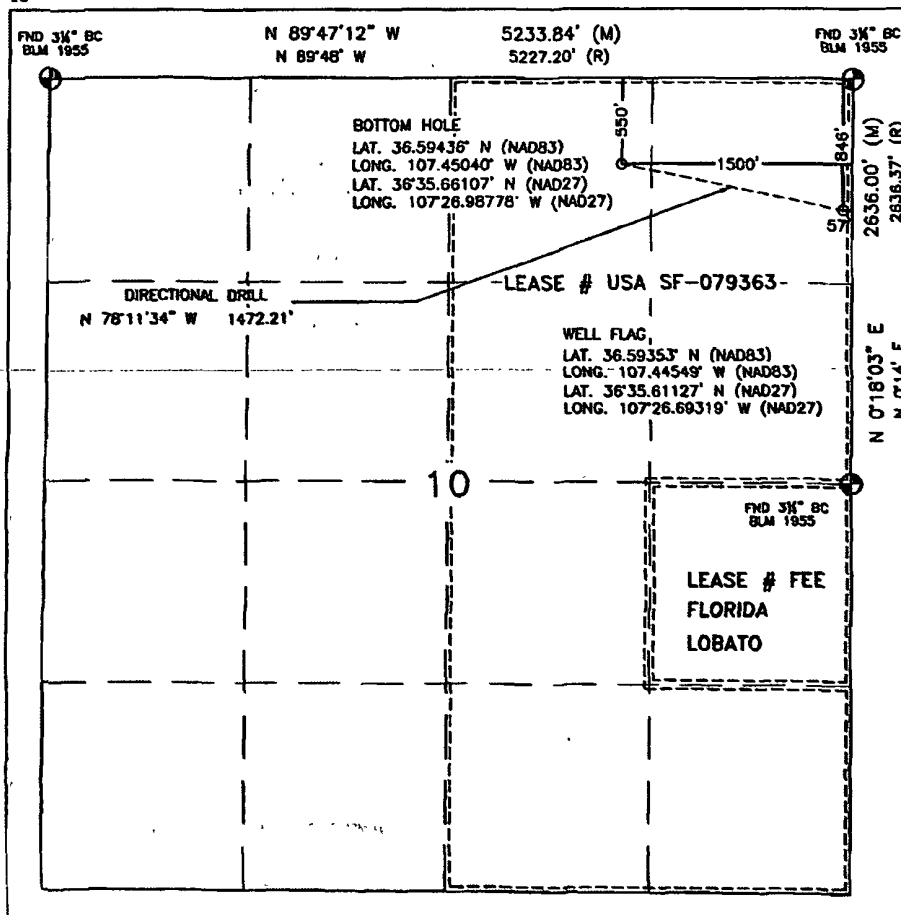 FND 3¼" BC
BLM 1955
N 89°47'12" W 5233.84' (M)
N 89°48' W 5227.20' (R)
FND 3¼" BC
BLM 1955
BOTTOM HOLE
LAT. 36.59436° N (NAD83)
LONG. 107.45040° W (NAD83)
LAT. 36°35.66107' N (NAD27)
LONG. 107°26.98778' W (NAD27)
550'
1500'
846'
57'
2636.00' (M)
2636.37' (R)
LEASE # USA SF-079363
DIRECTIONAL DRILL
N 78°11'34" W 1472.21'
WELL FLAG
LAT. 36.59353° N (NAD83)
LONG. 107.44549° W (NAD83)
LAT. 36°35.61127' N (NAD27)
LONG. 107°26.69319' W (NAD27)
N 0°18'03" E
N 0°14' E
10
FND 3¼" BC
BLM 1955
LEASE # FEE
FLORIDA
LOBATO